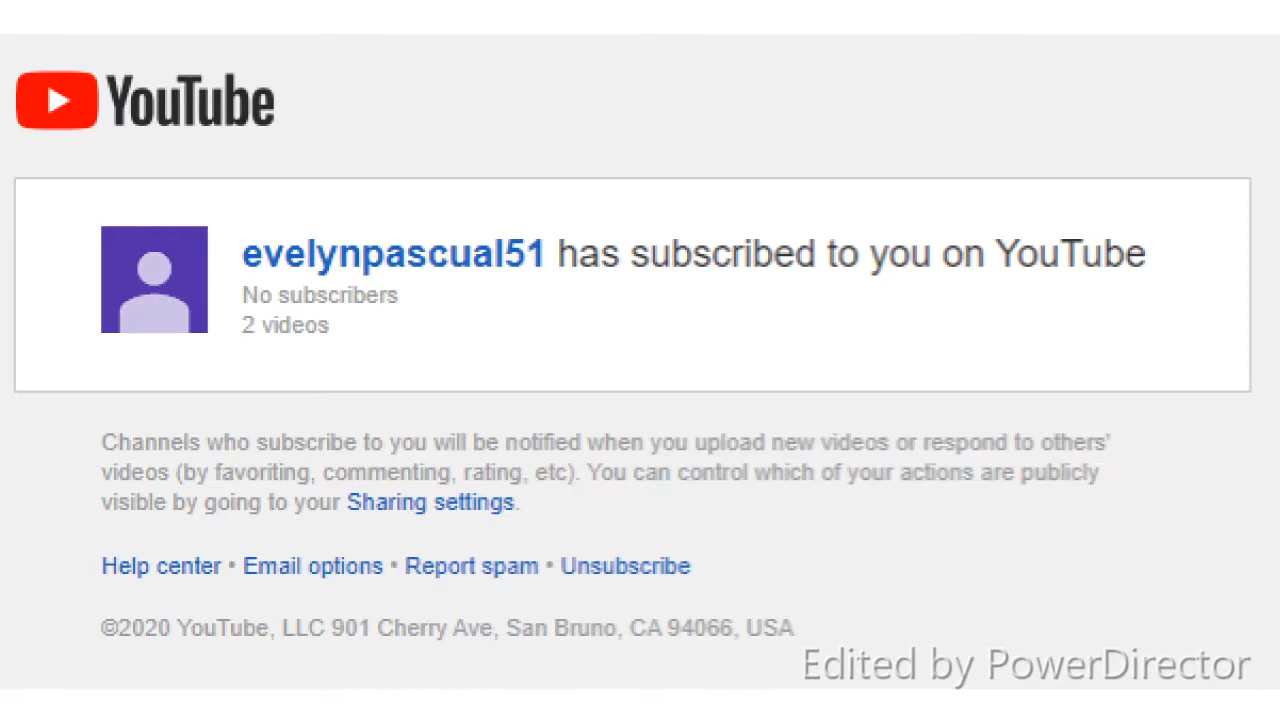 YouTube
evelynpascual51 has subscribed to you on YouTube
No subscribers
2 videos
Channels who subscribe to you will be notified when you upload new videos or respond to others'
videos (by favoriting, commenting, rating, etc). You can control which of your actions are publicly
visible by going to your Sharing settings.
Help center • Email options • Report spam • Unsubscribe
©2020 YouTube, LLC 901 Cherry Ave, San Bruno, CA 94066, USA
Edited by PowerDirector